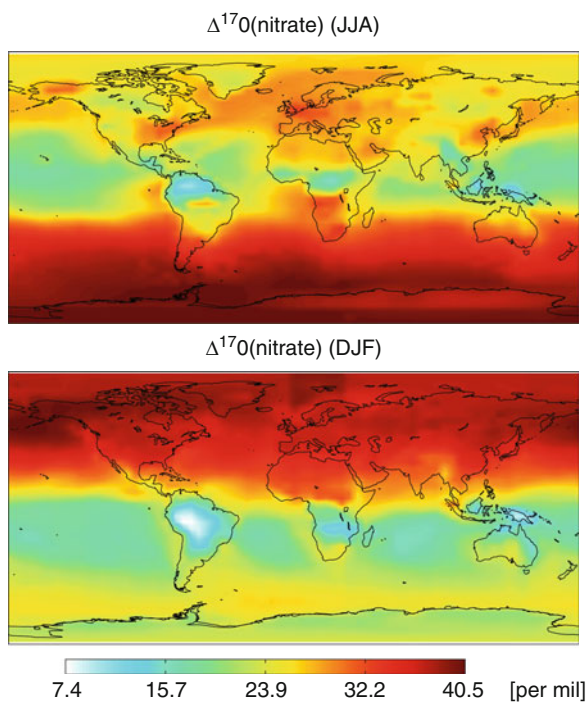 Δ¹⁷0(nitrate) (JJA)
Δ¹⁷0(nitrate) (DJF)
7.4 15.7 23.9 32.2 40.5 [per mil]